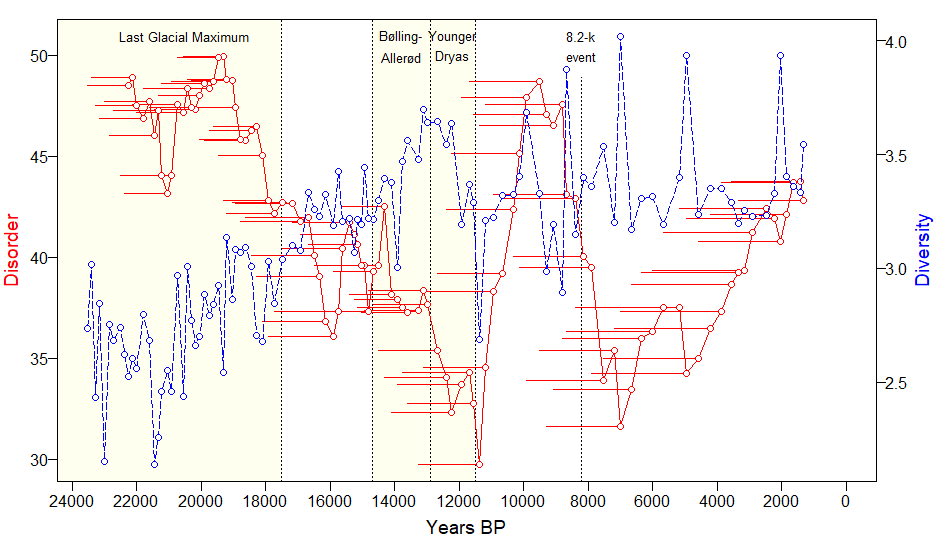 Last Glacial Maximum
Bølling-
Allerød
Younger
Dryas
8.2-k
event
50
45
40
35
30
Disorder
4.0
3.5
3.0
2.5
Diversity
24000 22000 20000 18000 16000 14000 12000 10000 8000 6000 4000 2000 0
Years BP